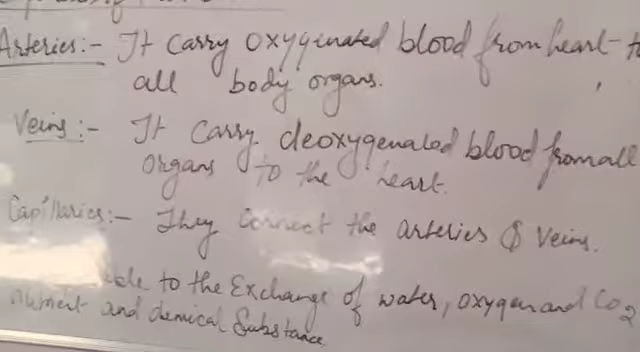 Arteries:- It carry oxygenated blood from heart to
all body organs.
Veins:- It carry deoxygenated blood from all
organs to the heart.
Capillaries:- They connect the arteries & veins.
to the Exchange of water, oxygen and CO2
nutrient and chemical Substance